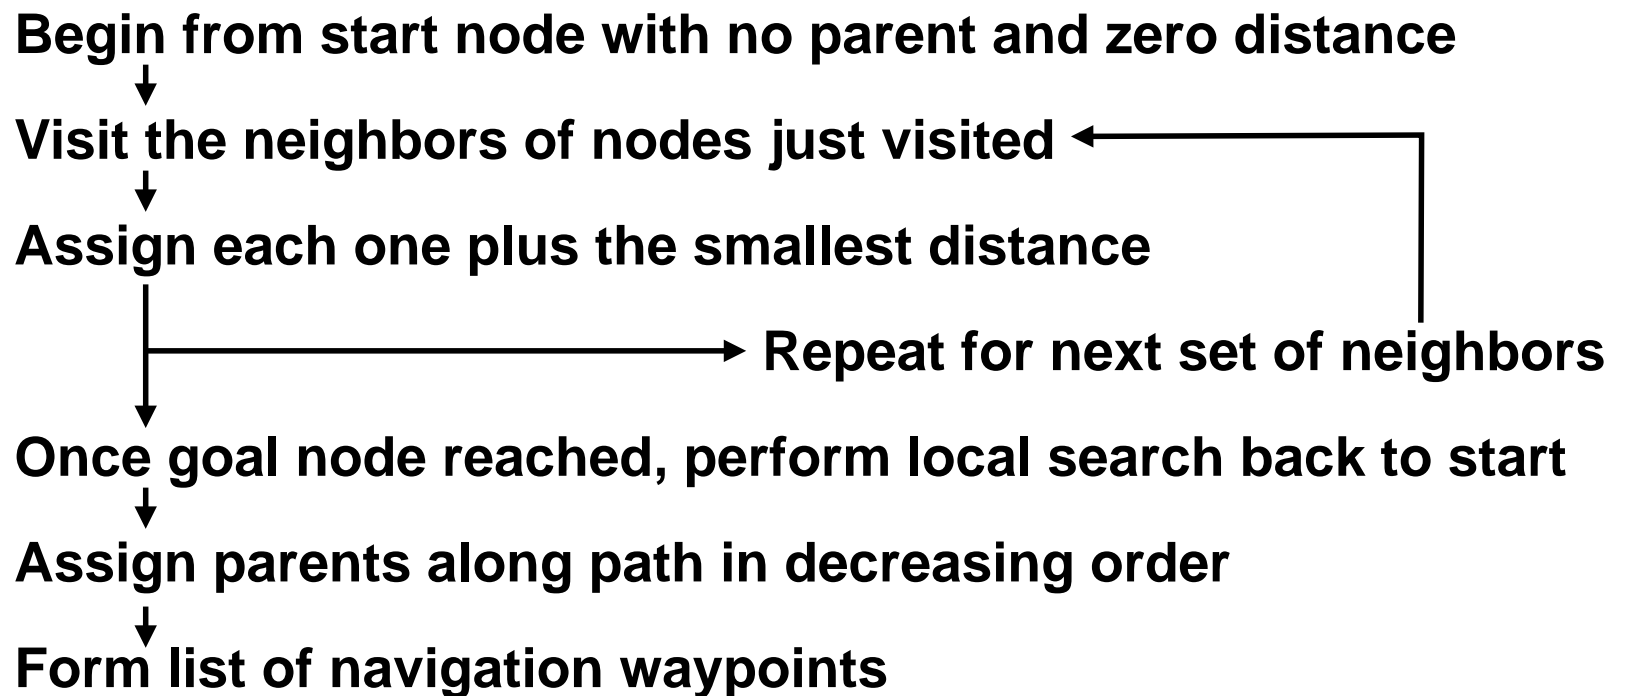 Begin from start node with no parent and zero distance
Visit the neighbors of nodes just visited
Assign each one plus the smallest distance
Repeat for next set of neighbors
Once goal node reached, perform local search back to start
Assign parents along path in decreasing order
Form list of navigation waypoints